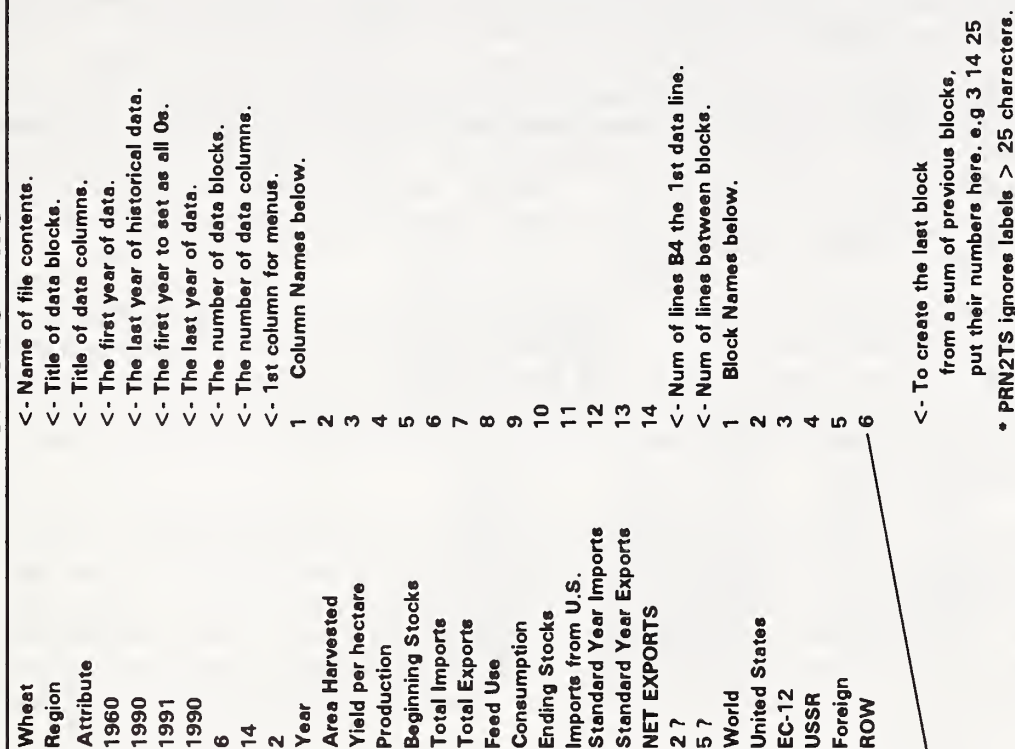 Wheat <- Name of file contents.
Region <- Title of data blocks.
Attribute <- Title of data columns.
1960 <- The first year of data.
1990 <- The last year of historical data.
1991 <- The first year to set as all 0s.
1990 <- The last year of data.
6 <- The number of data blocks.
14 <- The number of data columns.
2 <- 1st column for menus.
Year 1 Column Names below.
Area Harvested 2
Yield per hectare 3
Production 4
Beginning Stocks 5
Total Imports 6
Total Exports 7
Feed Use 8
Consumption 9
Ending Stocks 10
Imports from U.S. 11
Standard Year Imports 12
Standard Year Exports 13
NET EXPORTS 14
2 ? <- Num of lines B4 the 1st data line.
5 ? <- Num of lines between blocks.
World 1 Block Names below.
United States 2
EC-12 3
USSR 4
Foreign 5
ROW 6
<- To create the last block
from a sum of previous blocks,
put their numbers here. e.g 3 14 25
* PRN2TS ignores labels > 25 characters.